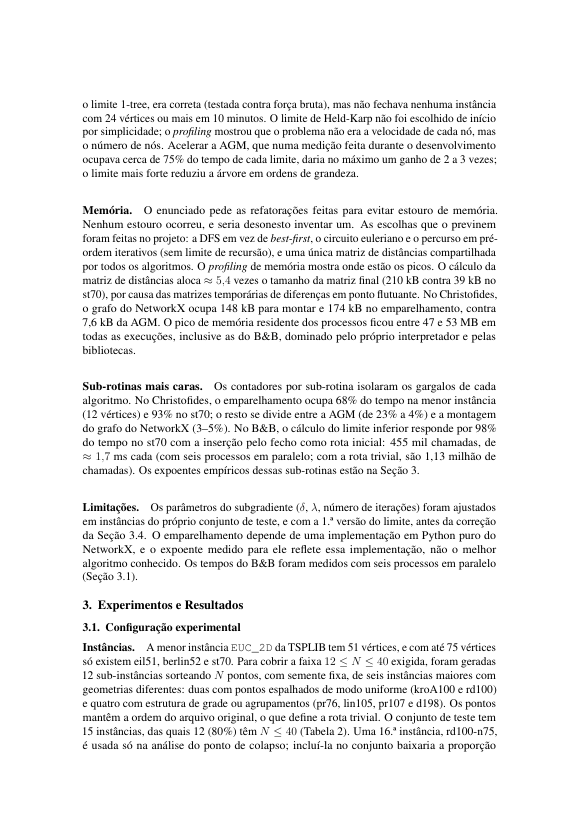 o limite 1-tree, era correta (testada contra força bruta), mas não fechava nenhuma instância
com 24 vértices ou mais em 10 minutos. O limite de Held-Karp não foi escolhido de início
por simplicidade; o profiling mostrou que o problema não era a velocidade de cada nó, mas
o número de nós. Acelerar a AGM, que numa medição feita durante o desenvolvimento
ocupava cerca de 75% do tempo de cada limite, daria no máximo um ganho de 2 a 3 vezes;
o limite mais forte reduziu a árvore em ordens de grandeza.
Memória. O enunciado pede as refatorações feitas para evitar estouro de memória.
Nenhum estouro ocorreu, e seria desonesto inventar um. As escolhas que o previnem
foram feitas no projeto: a DFS em vez de best-first, o circuito euleriano e o percurso em pré-
ordem iterativos (sem limite de recursão), e uma única matriz de distâncias compartilhada
por todos os algoritmos. O profiling de memória mostra onde estão os picos. O cálculo da
matriz de distâncias aloca ≈ 5,4 vezes o tamanho da matriz final (210 kB contra 39 kB no
st70), por causa das matrizes temporárias de diferenças em ponto flutuante. No Christofides,
o grafo do NetworkX ocupa 148 kB para montar e 174 kB no emparelhamento, contra
7,6 kB da AGM. O pico de memória residente dos processos ficou entre 47 e 53 MB em
todas as execuções, inclusive as do B&B, dominado pelo próprio interpretador e pelas
bibliotecas.
Sub-rotinas mais caras. Os contadores por sub-rotina isolaram os gargalos de cada
algoritmo. No Christofides, o emparelhamento ocupa 68% do tempo na menor instância
(12 vértices) e 93% no st70; o resto se divide entre a AGM (de 23% a 4%) e a montagem
do grafo do NetworkX (3–5%). No B&B, o cálculo do limite inferior responde por 98%
do tempo no st70 com a inserção pelo fecho como rota inicial: 455 mil chamadas, de
≈ 1,7 ms cada (com seis processos em paralelo; com a rota trivial, são 1,13 milhão de
chamadas). Os expoentes empíricos dessas sub-rotinas estão na Seção 3.
Limitações. Os parâmetros do subgradiente (δ, λ, número de iterações) foram ajustados
em instâncias do próprio conjunto de teste, e com a 1.ª versão do limite, antes da correção
da Seção 3.4. O emparelhamento depende de uma implementação em Python puro do
NetworkX, e o expoente medido para ele reflete essa implementação, não o melhor
algoritmo conhecido. Os tempos do B&B foram medidos com seis processos em paralelo
(Seção 3.1).
3. Experimentos e Resultados
3.1. Configuração experimental
Instâncias. A menor instância EUC_2D da TSPLIB tem 51 vértices, e com até 75 vértices
só existem eil51, berlin52 e st70. Para cobrir a faixa 12 ≤ N ≤ 40 exigida, foram geradas
12 sub-instâncias sorteando N pontos, com semente fixa, de seis instâncias maiores com
geometrias diferentes: duas com pontos espalhados de modo uniforme (kroA100 e rd100)
e quatro com estrutura de grade ou agrupamentos (pr76, lin105, pr107 e d198). Os pontos
mantêm a ordem do arquivo original, o que define a rota trivial. O conjunto de teste tem
15 instâncias, das quais 12 (80%) têm N ≤ 40 (Tabela 2). Uma 16.ª instância, rd100-n75,
é usada só na análise do ponto de colapso; incluí-la no conjunto baixaria a proporção